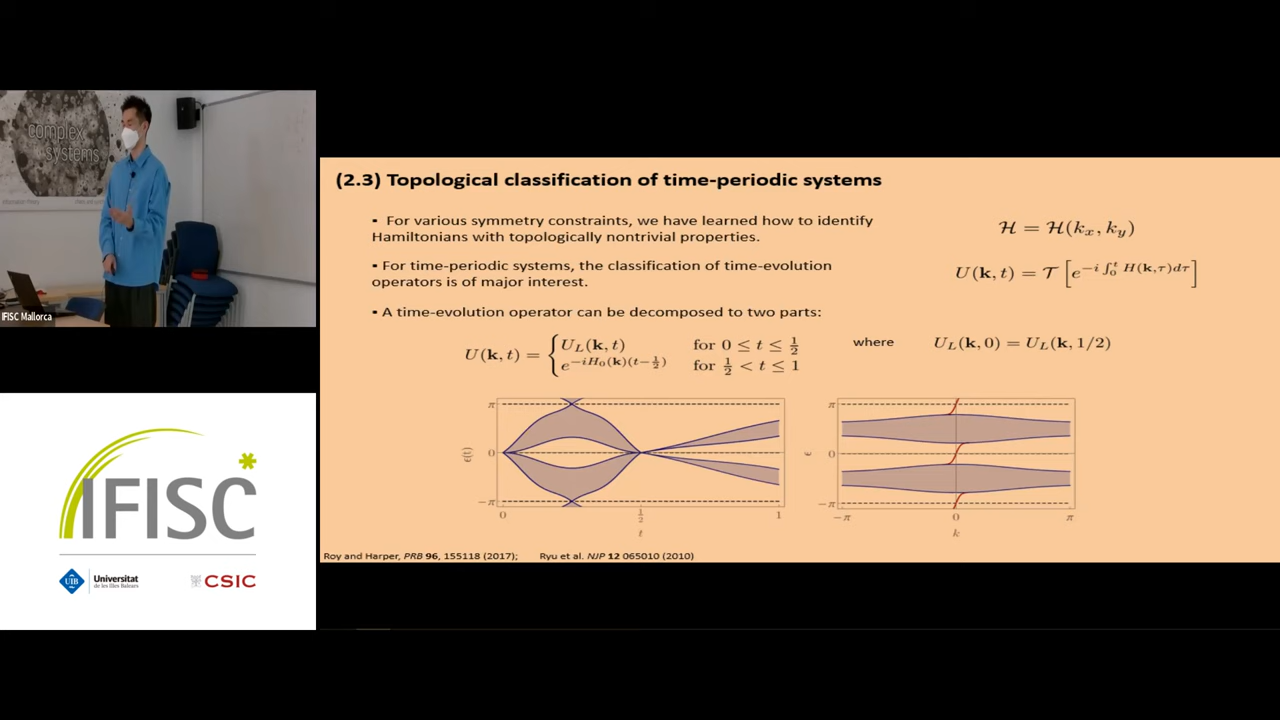 complex
systems
IFISC Mallorca
IFISC
Universitat
de les Illes Balears
UIB
CSIC
(2.3) Topological classification of time-periodic systems
▪ For various symmetry constraints, we have learned how to identify
Hamiltonians with topologically nontrivial properties.
▪ For time-periodic systems, the classification of time-evolution
operators is of major interest.
▪ A time-evolution operator can be decomposed to two parts:
ℋ = ℋ(kₓ, k_y)
U(𝐤, t) = 𝒯 [e^{−i ∫₀ᵗ H(𝐤,τ)dτ}]
U(𝐤, t) = { U_L(𝐤, t) for 0 ≤ t ≤ 1/2
e^{−iH₀(𝐤)(t−1/2)} for 1/2 < t ≤ 1
where U_L(𝐤, 0) = U_L(𝐤, 1/2)
π
ϵ(t) 0
−π
0 1/2 1
t
π
ϵ 0
−π
−π 0 π
k
Roy and Harper, PRB 96, 155118 (2017); Ryu et al. NJP 12 065010 (2010)